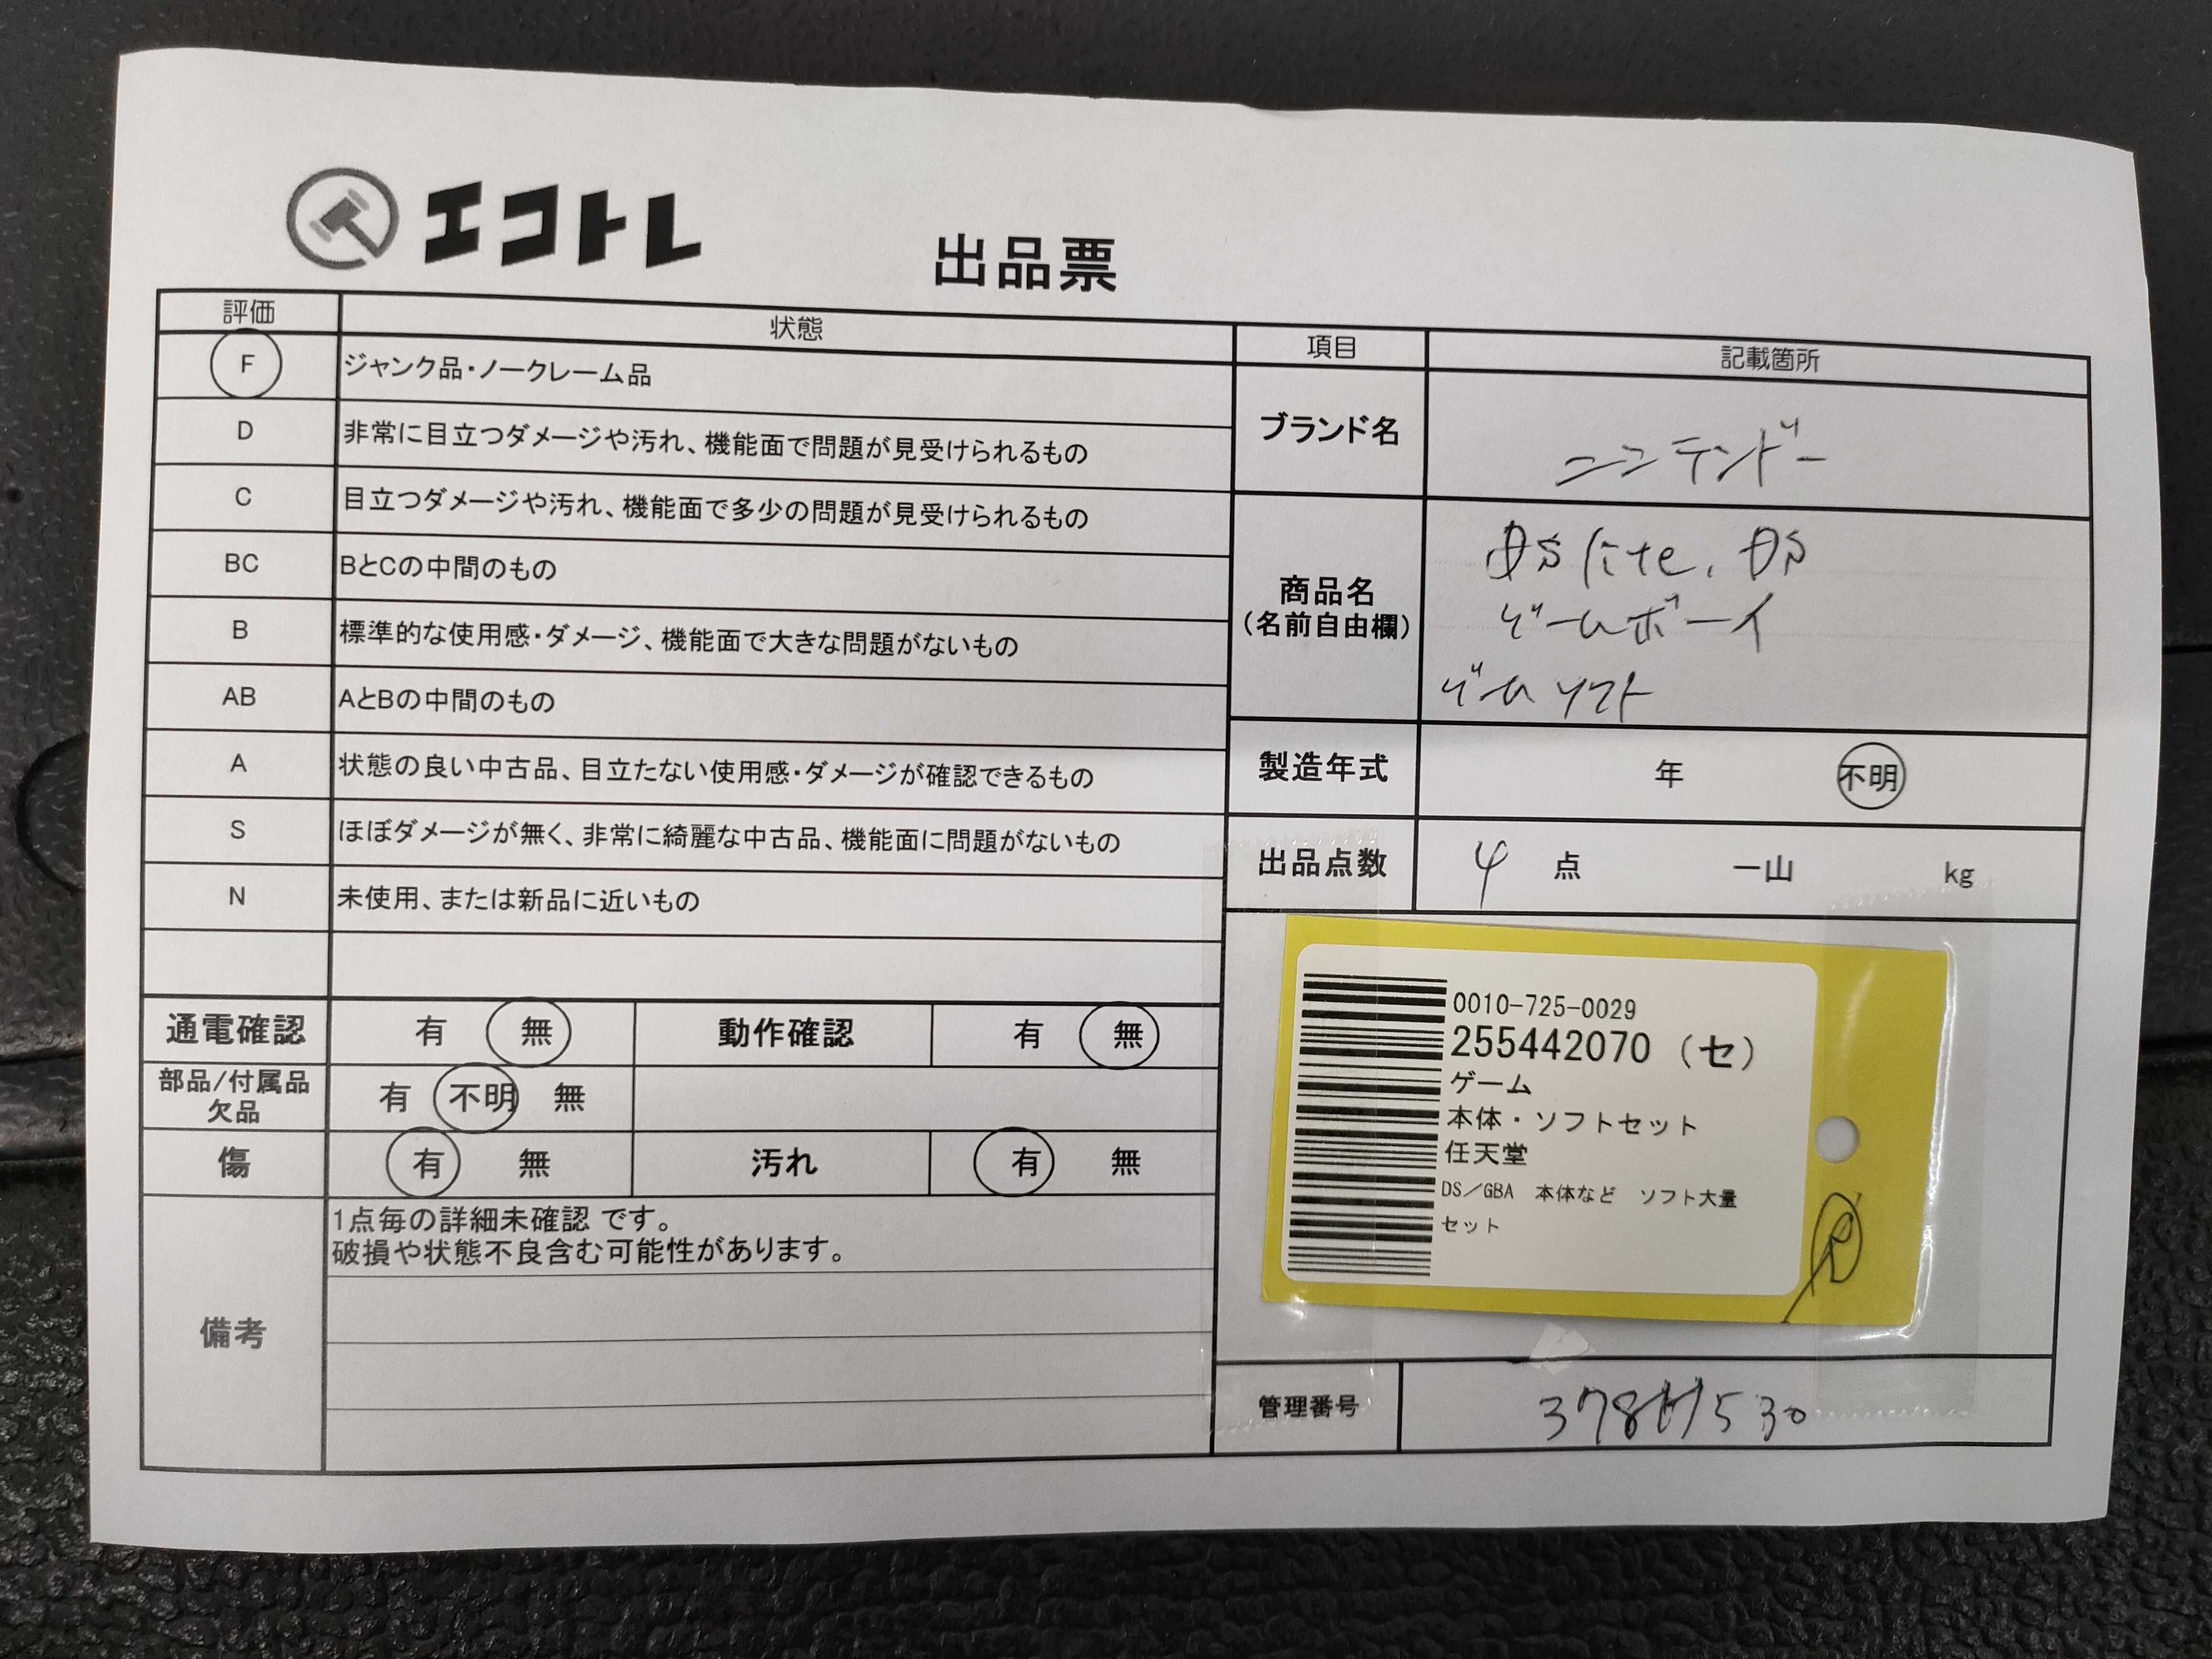 エコトレ
出品票
評価 状態
F ジャンク品・ノークレーム品
D 非常に目立つダメージや汚れ、機能面で問題が見受けられるもの
C 目立つダメージや汚れ、機能面で多少の問題が見受けられるもの
BC BとCの中間のもの
B 標準的な使用感・ダメージ、機能面で大きな問題がないもの
AB AとBの中間のもの
A 状態の良い中古品、目立たない使用感・ダメージが確認できるもの
S ほぼダメージが無く、非常に綺麗な中古品、機能面に問題がないもの
N 未使用、または新品に近いもの
通電確認 有 無 動作確認 有 無
部品/付属品
欠品 有 不明 無
傷 有 無 汚れ 有 無
備考
1点毎の詳細未確認 です。
破損や状態不良含む可能性があります。
項目 記載箇所
ブランド名 ニンテンドー
商品名
(名前自由欄)
DS lite、DS
ゲームボーイ
ゲームソフト
製造年式 年 不明
出品点数 4 点 一山 kg
0010-725-0029
255442070 (セ)
ゲーム
本体・ソフトセット
任天堂
DS/GBA 本体など ソフト大量
セット
管理番号